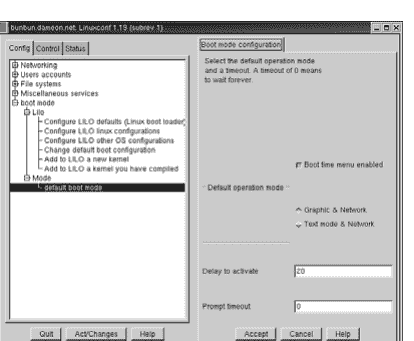 bunbun.dameon.net: Linuxconf 1.19 (subrev 1)
Config Control Status
Networking
Users accounts
File systems
Miscellaneous services
boot mode
Lilo
Configure LILO defaults (Linux boot loader)
Configure LILO linux configurations
Configure LILO other OS configurations
Change default boot configuration
Add to LILO a new kernel
Add to LILO a kernel you have compiled
Mode
default boot mode
Quit Act/Changes Help
Boot mode configuration
Select the default operation mode
and a timeout. A timeout of 0 means
to wait forever.
Boot time menu enabled
Default operation mode
Graphic & Network
Text mode & Network
Delay to activate 20
Prompt timeout 0
Accept Cancel Help